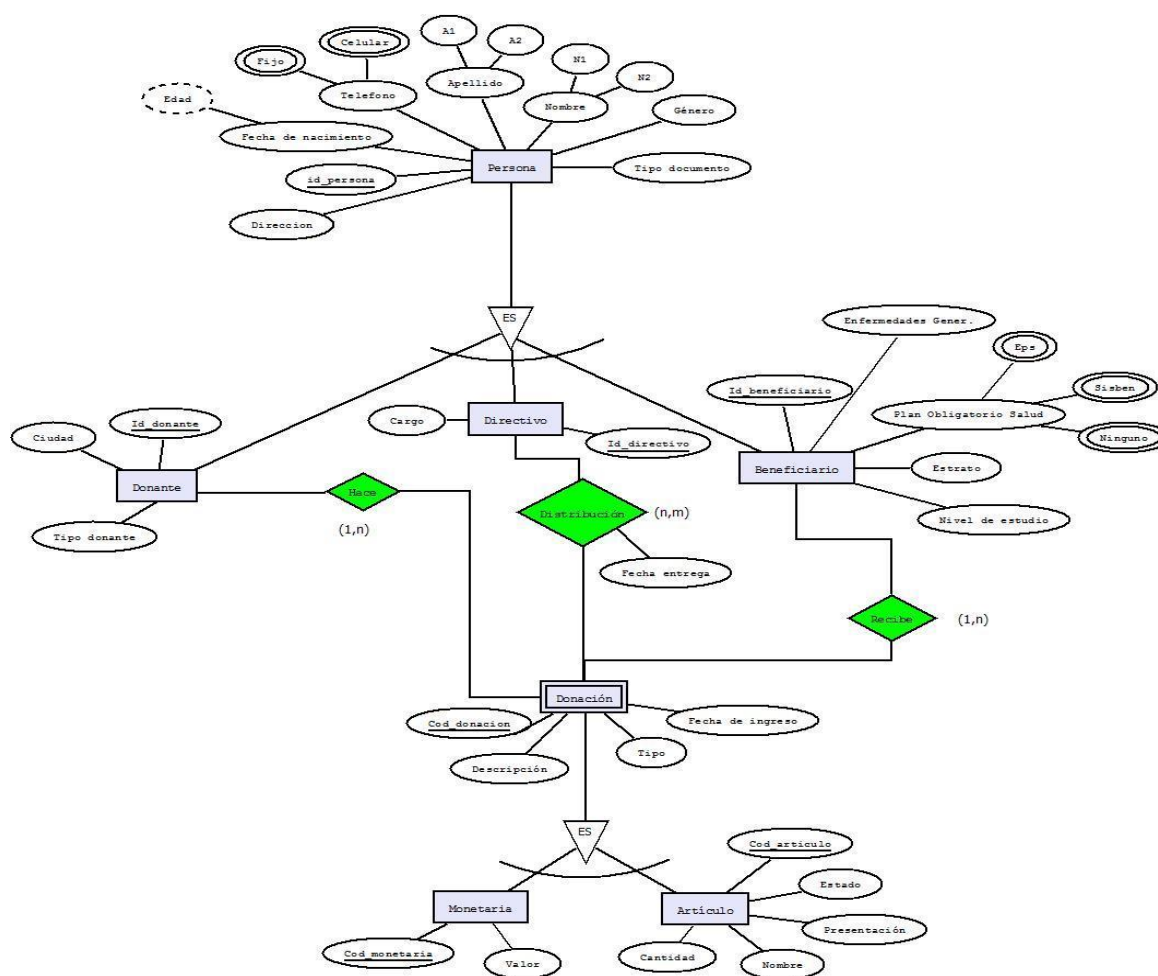 A1
A2
Celular
N1
Fijo
N2
Apellido
Edad
Telefono
Nombre
Género
Fecha de nacimiento
Persona
Tipo documento
id_persona
Direccion
ES
Enfermedades Gener.
Eps
Id_beneficiario
Sisben
Plan Obligatorio Salud
Cargo
Directivo
Id_donante
Ciudad
Id_directivo
Ninguno
Beneficiario
Estrato
Donante
Hace
Distribución
(n,m)
Nivel de estudio
Tipo donante
(1,n)
Fecha entrega
Recibe
(1,n)
Donación
Cod_donacion
Fecha de ingreso
Tipo
Descripción
ES
Cod_articulo
Estado
Monetaria
Artículo
Presentación
Cod_monetaria
Valor
Cantidad
Nombre